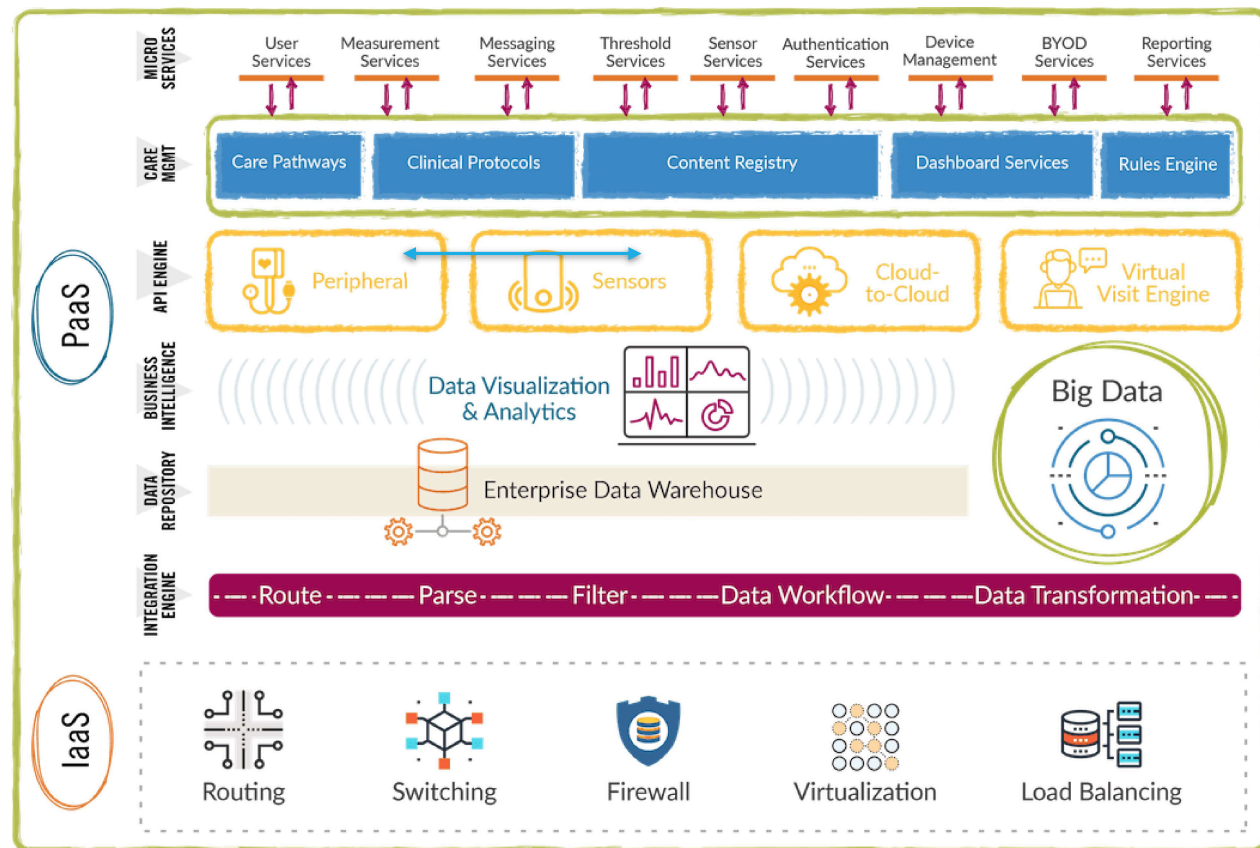 MICRO
SERVICES
User
Services
Measurement
Services
Messaging
Services
Threshold
Services
Sensor
Services
Authentication
Services
Device
Management
BYOD
Services
Reporting
Services
CARE
MGMT
Care Pathways
Clinical Protocols
Content Registry
Dashboard Services
Rules Engine
PaaS
API ENGINE
Peripheral
Sensors
Cloud-
to-Cloud
Virtual
Visit Engine
BUSINESS
INTELLIGENCE
Data Visualization
& Analytics
Big Data
DATA
REPOSITORY
Enterprise Data Warehouse
INTEGRATION
ENGINE
Route
Parse
Filter
Data Workflow
Data Transformation
IaaS
Routing
Switching
Firewall
Virtualization
Load Balancing